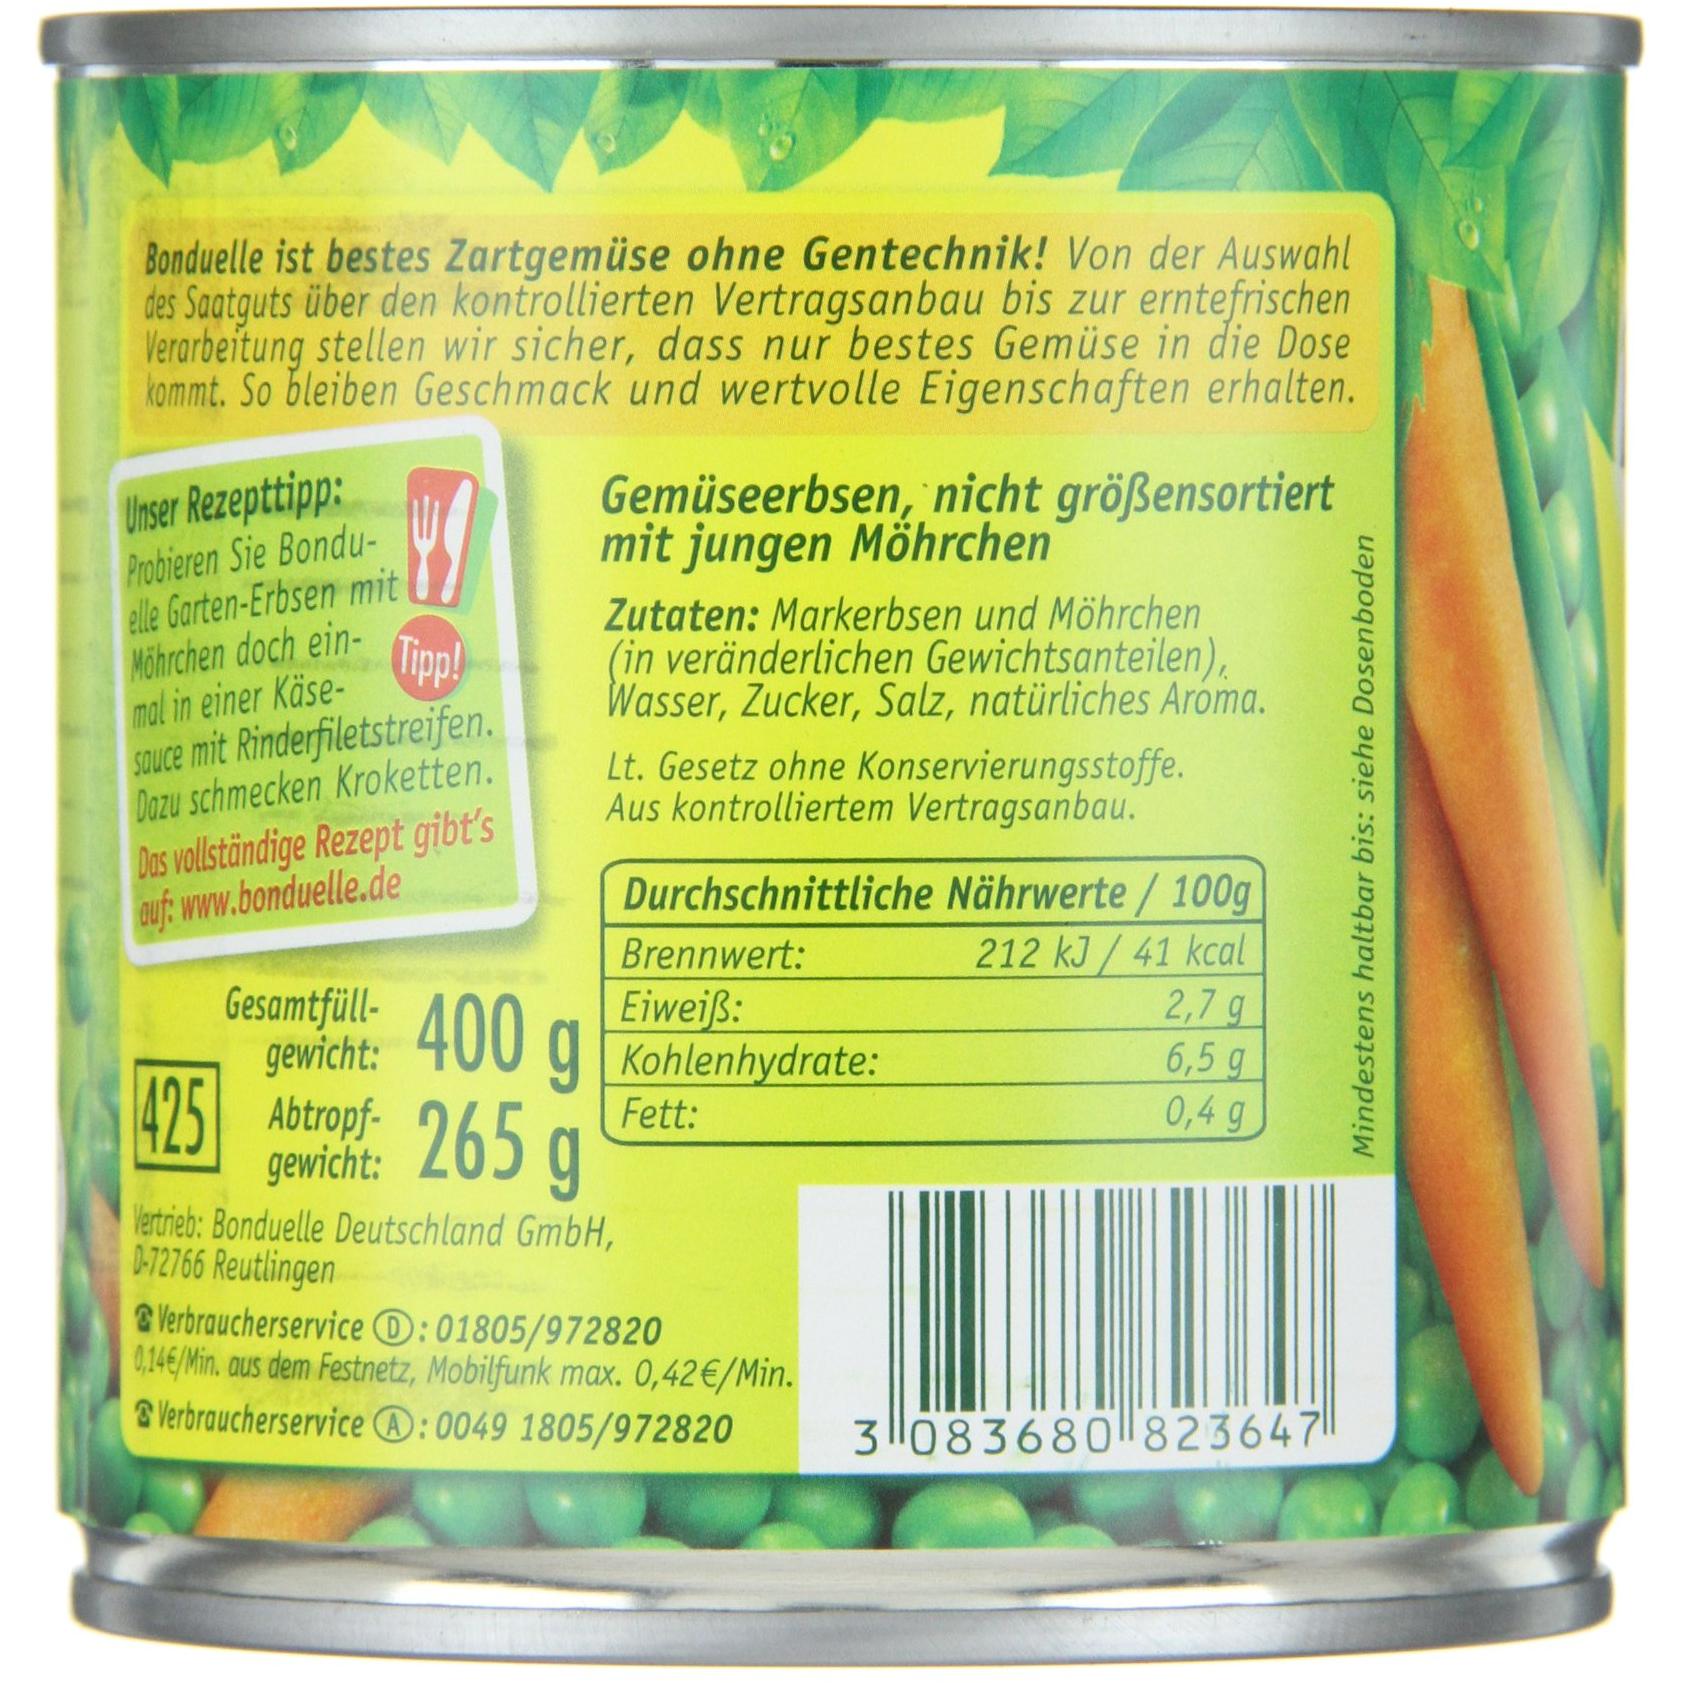 Bonduelle ist bestes Zartgemüse ohne Gentechnik! Von der Auswahl
des Saatguts über den kontrollierten Vertragsanbau bis zur erntefrischen
Verarbeitung stellen wir sicher, dass nur bestes Gemüse in die Dose
kommt. So bleiben Geschmack und wertvolle Eigenschaften erhalten.
Unser Rezepttipp:
Probieren Sie Bondu-
elle Garten-Erbsen mit
Möhrchen doch ein-
mal in einer Käse-
sauce mit Rinderfiletstreifen.
Dazu schmecken Kroketten.
Das vollständige Rezept gibt's
auf: www.bonduelle.de
Tipp!
Gemüseerbsen, nicht größensortiert
mit jungen Möhrchen
Zutaten: Markerbsen und Möhrchen
(in veränderlichen Gewichtsanteilen),
Wasser, Zucker, Salz, natürliches Aroma.
Lt. Gesetz ohne Konservierungsstoffe.
Aus kontrolliertem Vertragsanbau.
Durchschnittliche Nährwerte / 100g
Brennwert: 212 kJ / 41 kcal
Eiweiß: 2,7 g
Kohlenhydrate: 6,5 g
Fett: 0,4 g
Mindestens haltbar bis: siehe Dosenboden
Gesamtfüll-
gewicht: 400 g
425
Abtropf-
gewicht: 265 g
Vertrieb: Bonduelle Deutschland GmbH,
D-72766 Reutlingen
☎ Verbraucherservice Ⓓ: 01805/972820
0,14€/Min. aus dem Festnetz, Mobilfunk max. 0,42€/Min.
☎ Verbraucherservice Ⓐ: 0049 1805/972820
3 083680 823647